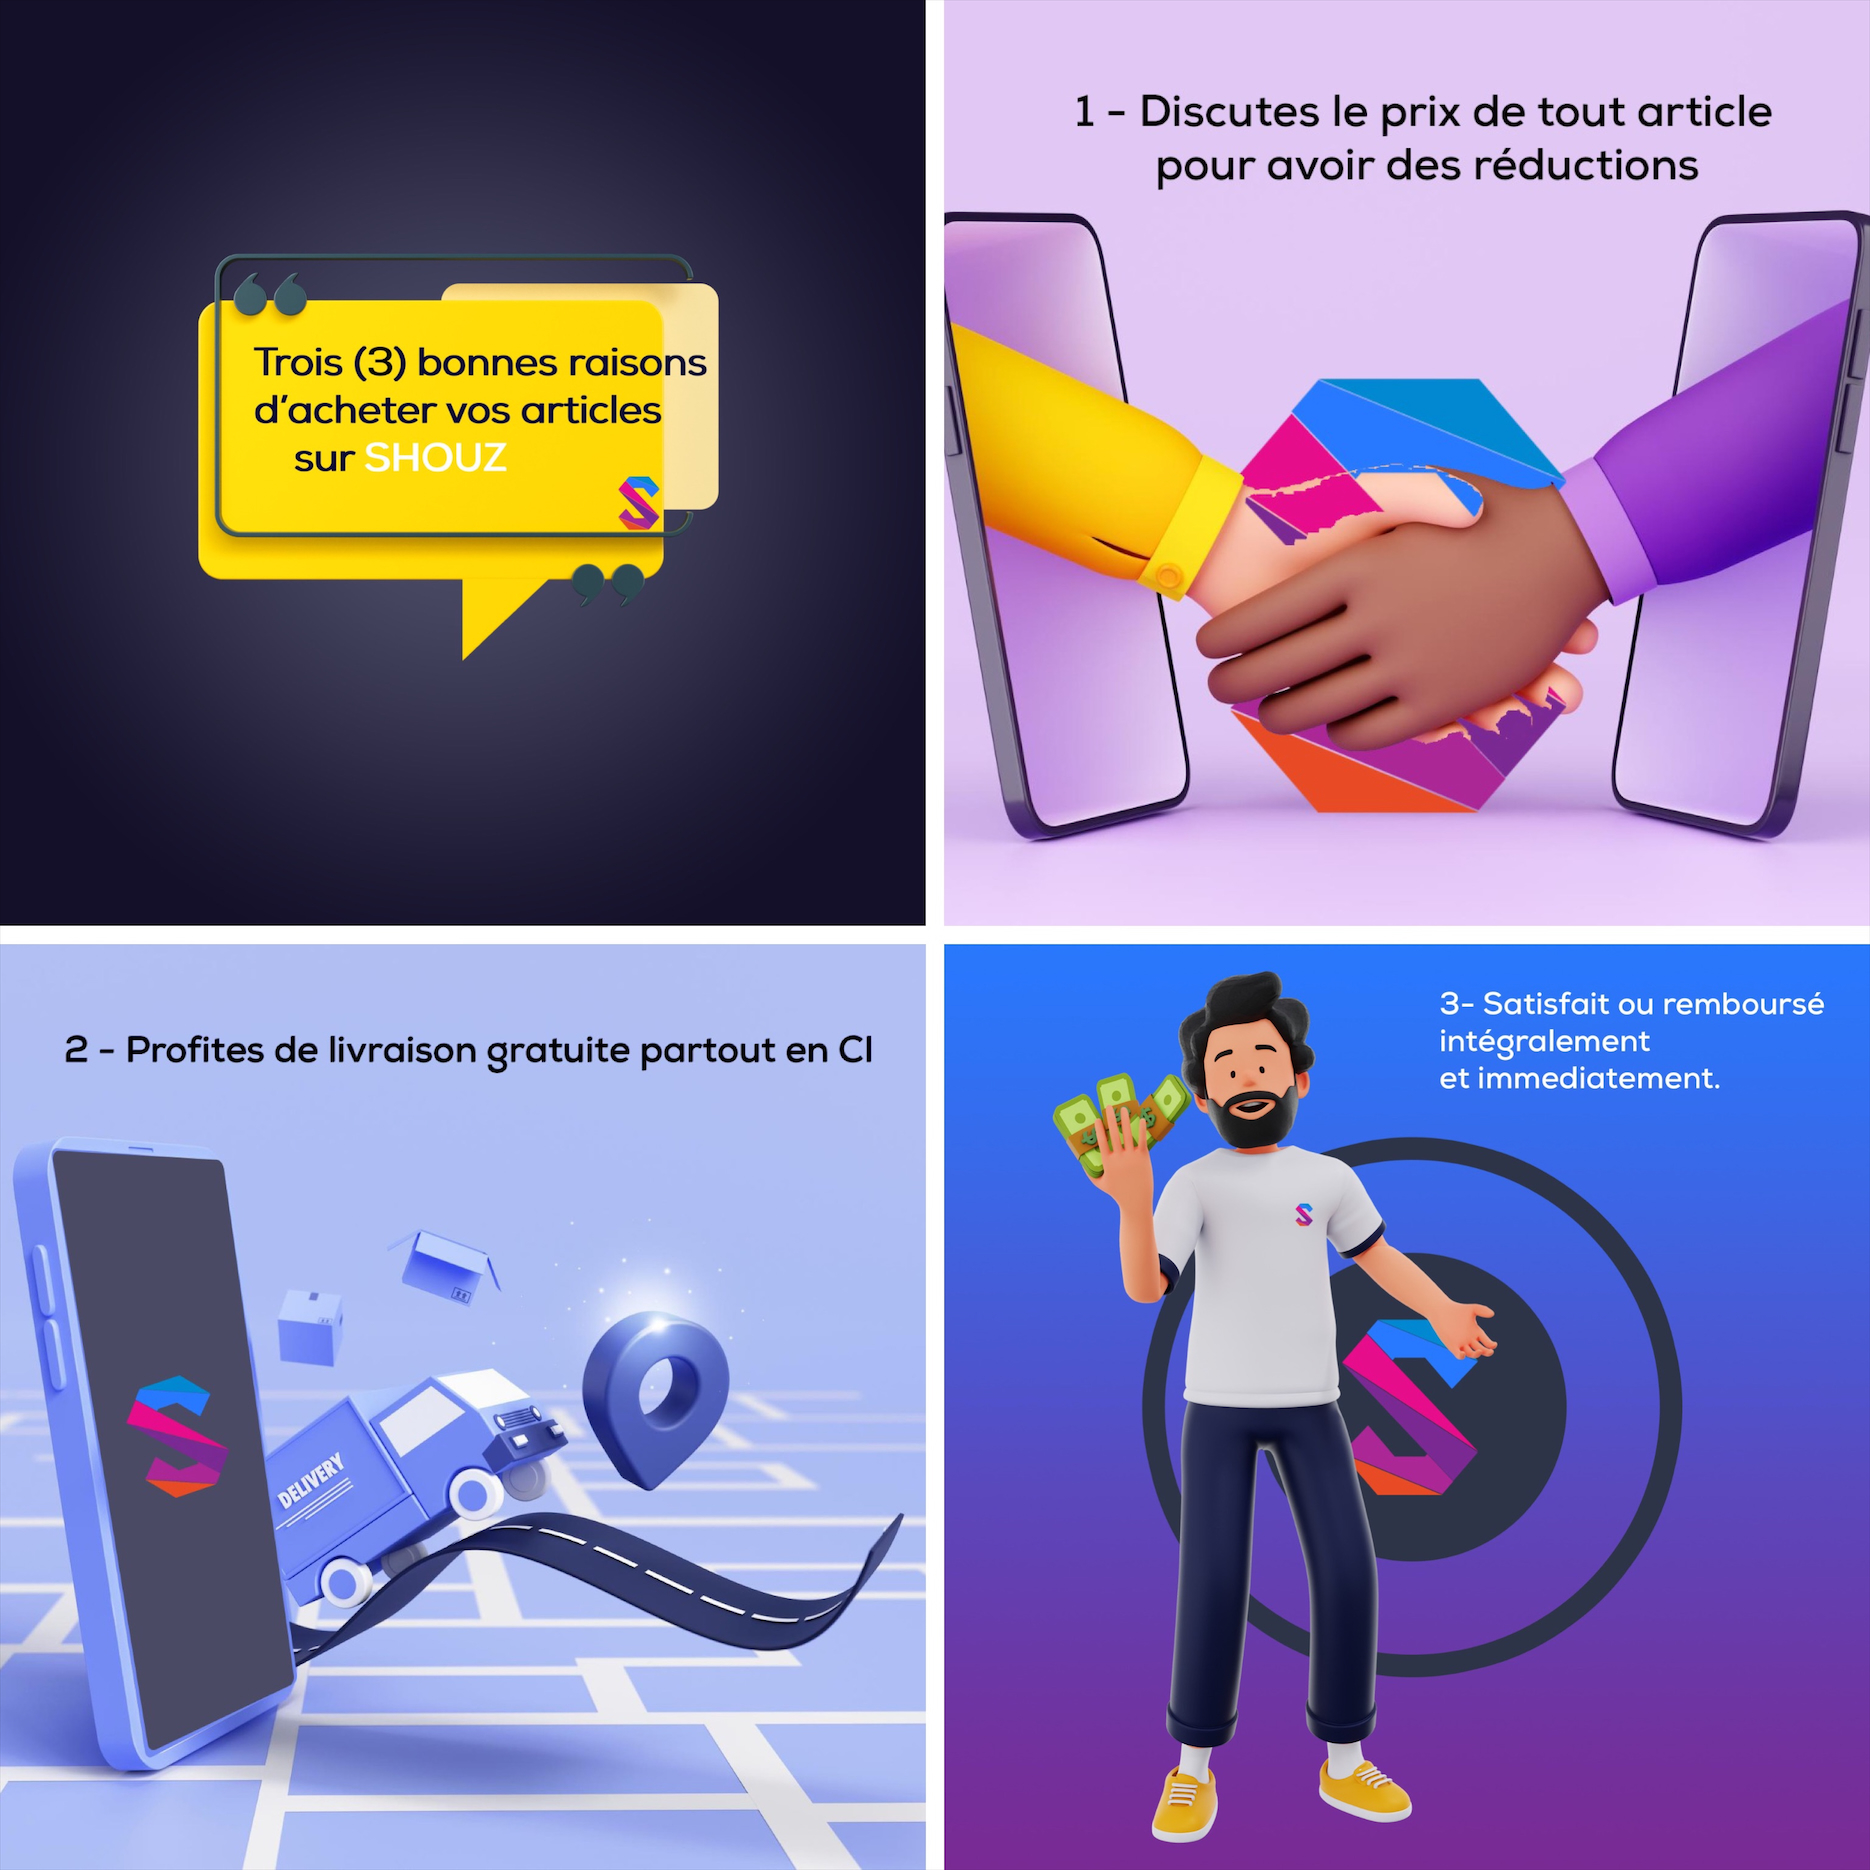 Trois (3) bonnes raisons
d’acheter vos articles
sur SHOUZ
1 - Discutes le prix de tout article
pour avoir des réductions
2 - Profites de livraison gratuite partout en CI
DELIVERY
3- Satisfait ou remboursé
intégralement
et immediatement.